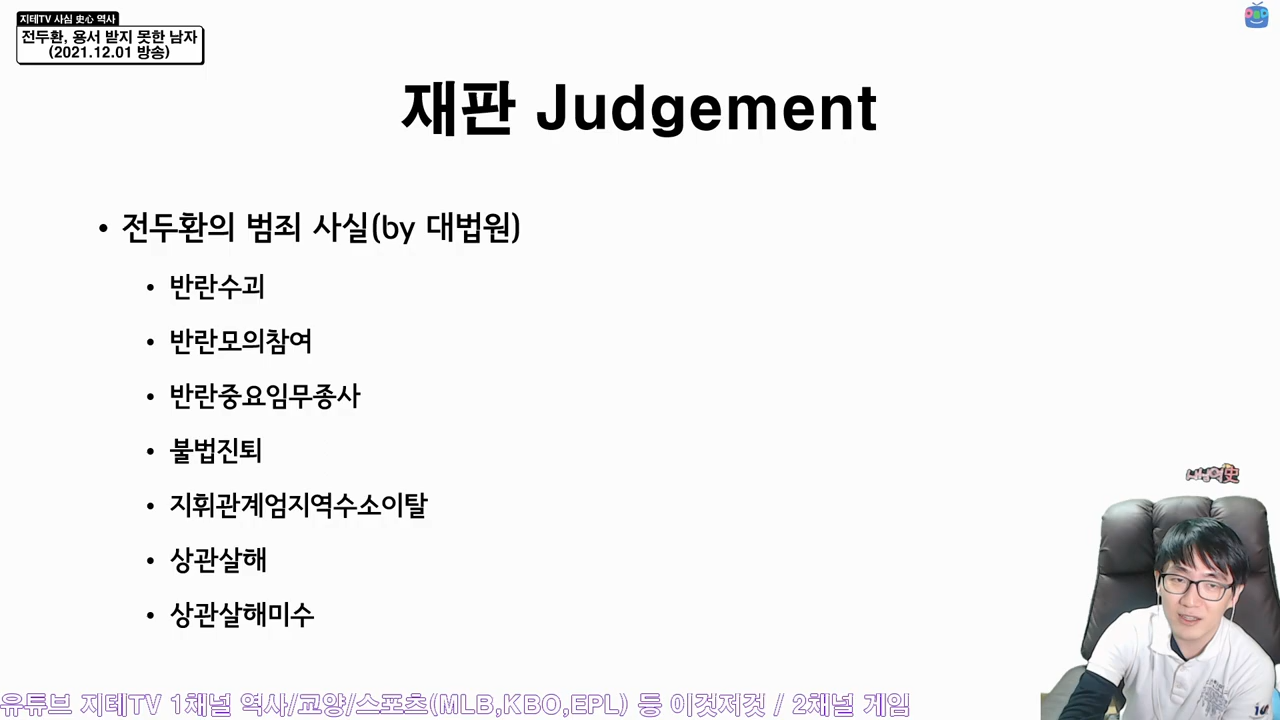 지테TV 사심 史心 역사
전두환, 용서 받지 못한 남자
(2021.12.01 방송)
재판 Judgement
• 전두환의 범죄 사실(by 대법원)
• 반란수괴
• 반란모의참여
• 반란중요임무종사
• 불법진퇴
• 지휘관계엄지역수소이탈
• 상관살해
• 상관살해미수
유튜브 지테TV 1채널 역사/교양/스포츠(MLB,KBO,EPL) 등 이것저것 / 2채널 게임